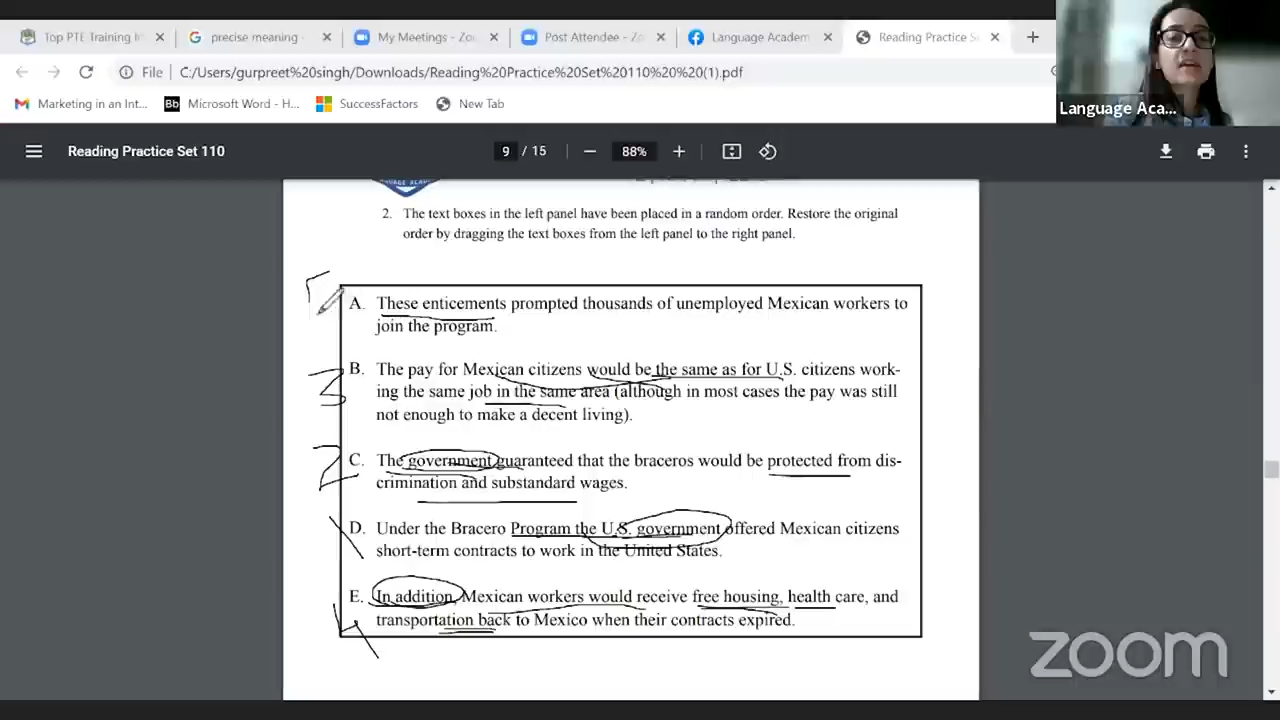 Top PTE Training In
precise meaning -
My Meetings - Zoo
Post Attendee - Zo
Language Academ
Reading Practice S
File
C:/Users/gurpreet%20singh/Downloads/Reading%20Practice%20Set%20110%20%20(1).pdf
Marketing in an Int...
Bb Microsoft Word - H...
SuccessFactors
New Tab
Language Aca...
Reading Practice Set 110
9 / 15
88%
2. The text boxes in the left panel have been placed in a random order. Restore the original
order by dragging the text boxes from the left panel to the right panel.
A. These enticements prompted thousands of unemployed Mexican workers to
join the program.
3 B. The pay for Mexican citizens would be the same as for U.S. citizens work-
ing the same job in the same area (although in most cases the pay was still
not enough to make a decent living).
2 C. The government guaranteed that the braceros would be protected from dis-
crimination and substandard wages.
D. Under the Bracero Program the U.S. government offered Mexican citizens
short-term contracts to work in the United States.
4 E. In addition, Mexican workers would receive free housing, health care, and
transportation back to Mexico when their contracts expired.
zoom